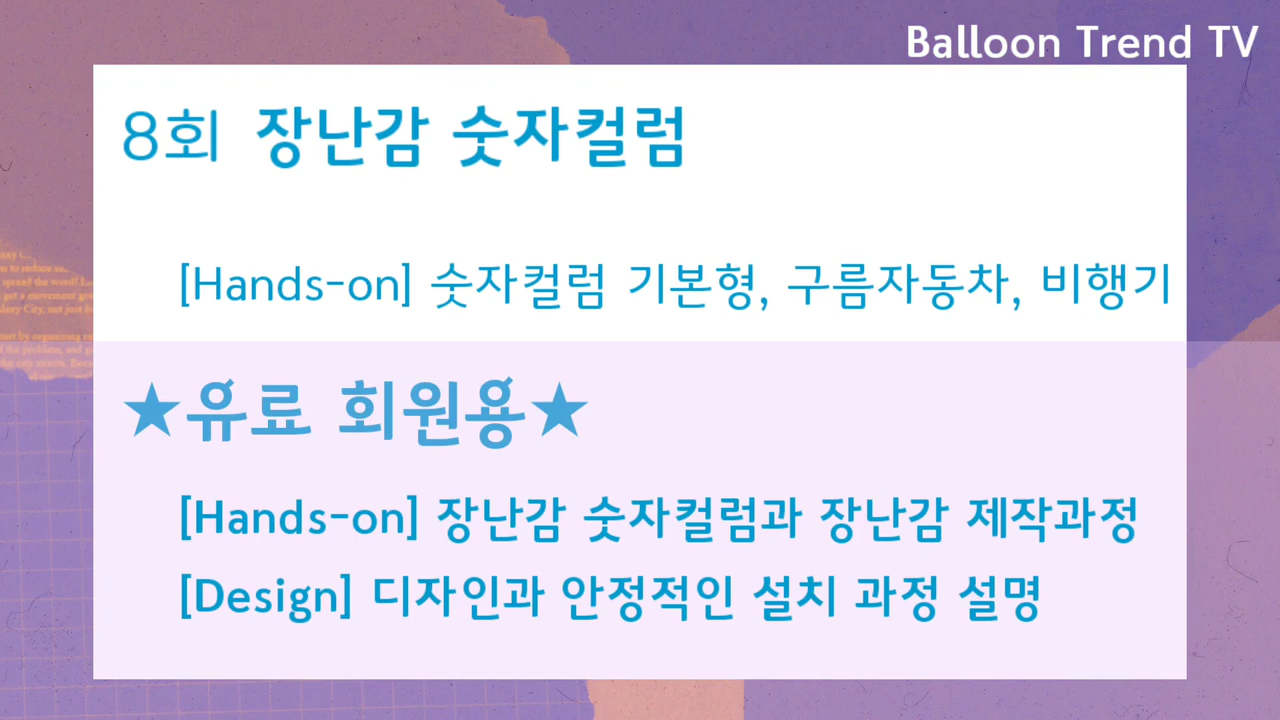 Balloon Trend TV
8회 장난감 숫자컬럼
[Hands-on] 숫자컬럼 기본형, 구름자동차, 비행기
★유료 회원용★
[Hands-on] 장난감 숫자컬럼과 장난감 제작과정
[Design] 디자인과 안정적인 설치 과정 설명